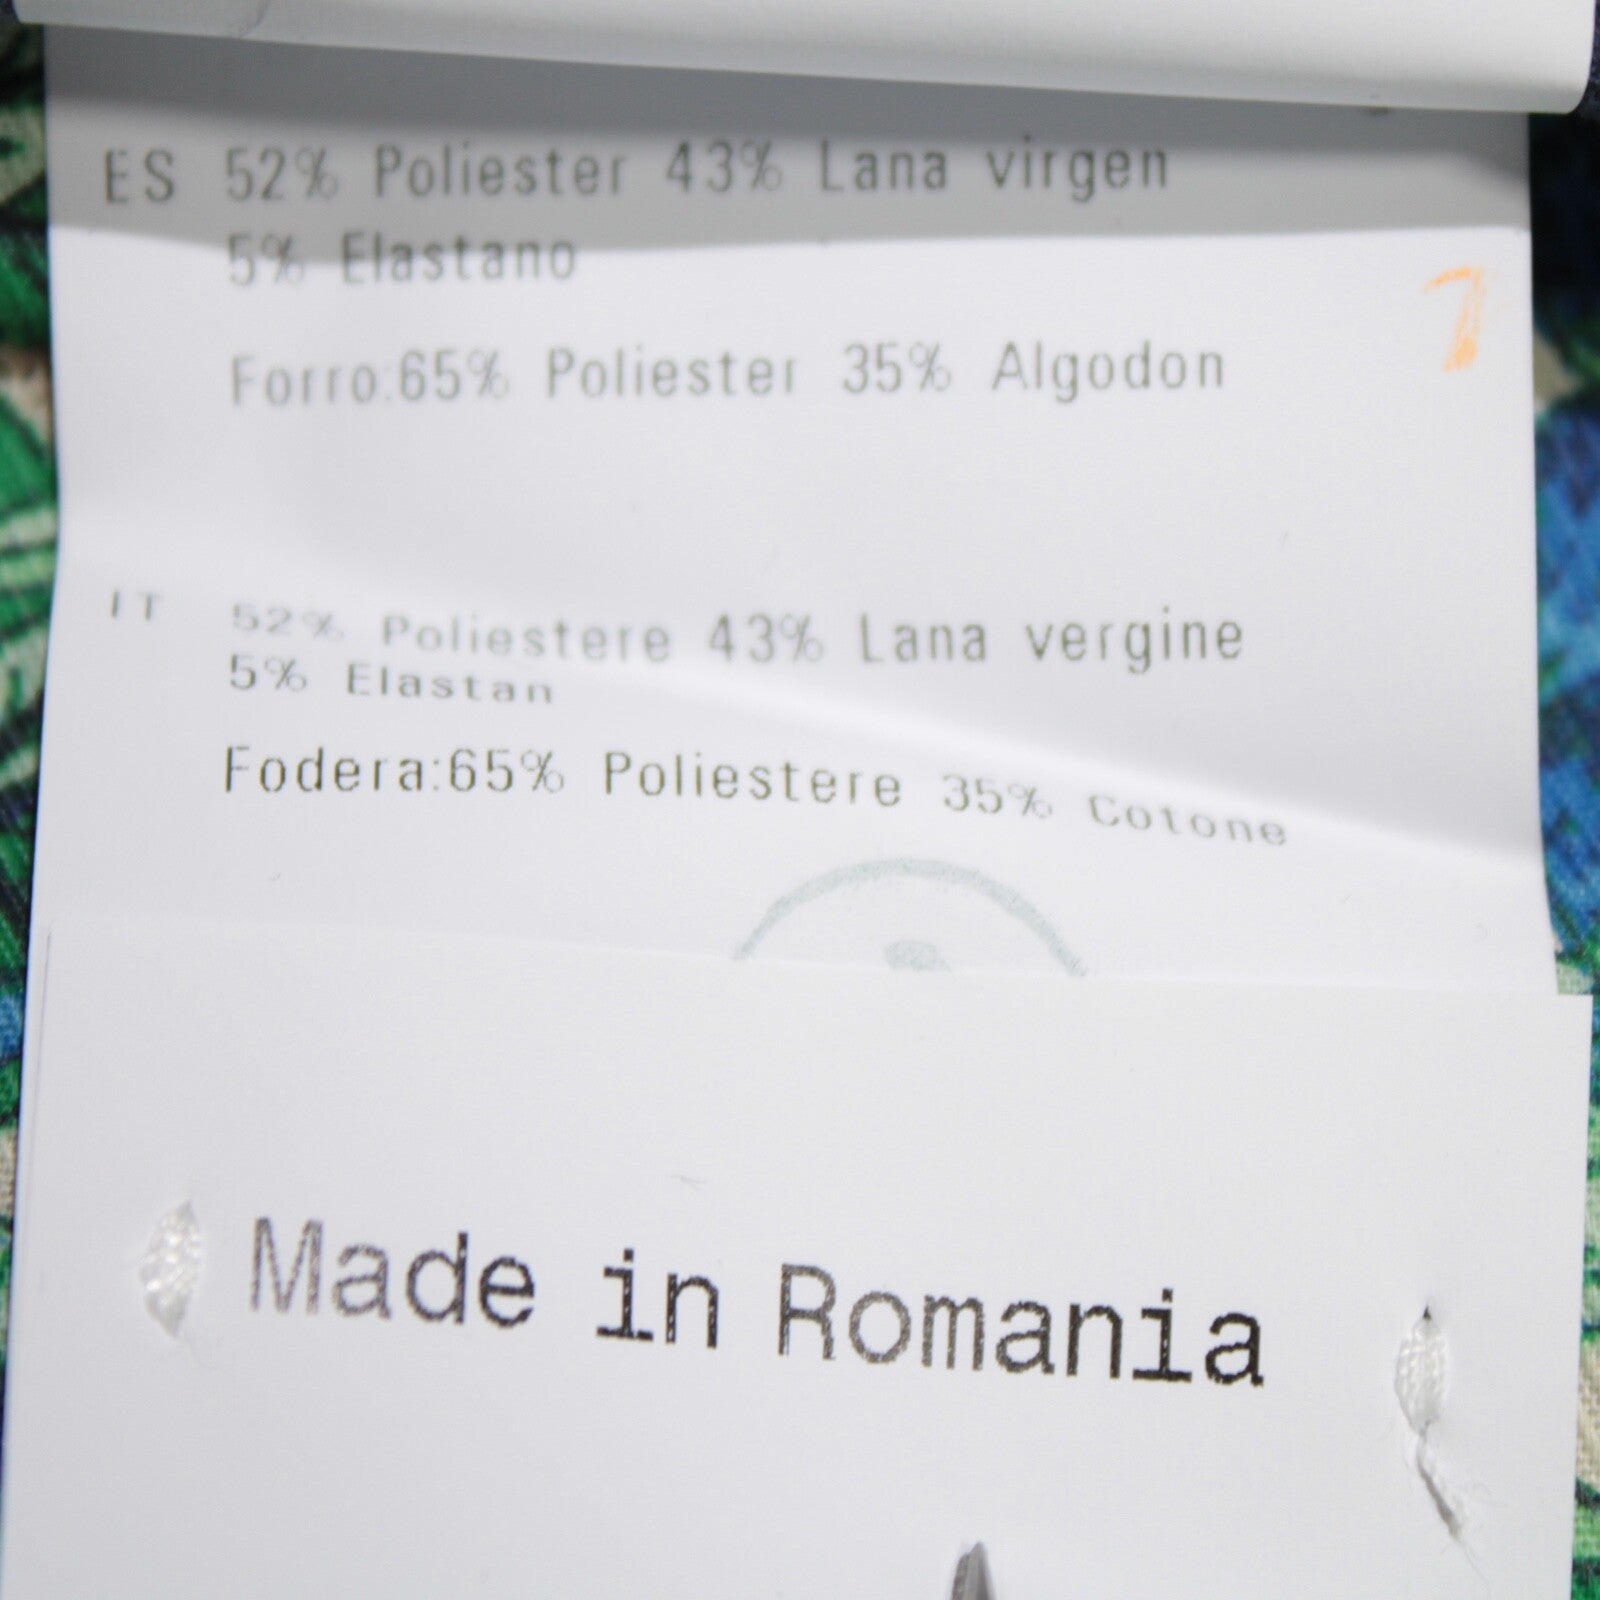 ES 52% Poliester 43% Lana virgen
5% Elastano
Forro:65% Poliester 35% Algodon
7
IT 52% Poliestere 43% Lana vergine
5% Elastan
Fodera:65% Poliestere 35% Cotone
Made in Romania